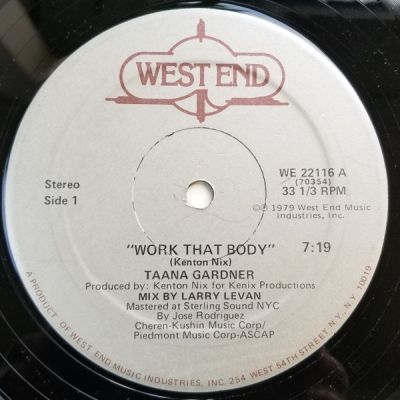 WEST END
WE 22116 A
(70354)
33 1/3 RPM
Stereo
Side 1
℗© 1979 West End Music
Industries, Inc.
"WORK THAT BODY" 7:19
(Kenton Nix)
TAANA GARDNER
Produced by: Kenton Nix for Kenix Productions
MIX BY LARRY LEVAN
Mastered at Sterling Sound NYC
By Jose Rodriguez
Cheren-Kushin Music Corp/
Piedmont Music Corp-ASCAP
A PRODUCT OF WEST END MUSIC INDUSTRIES, INC. 254 WEST 54TH STREET N.Y., N.Y. 10019